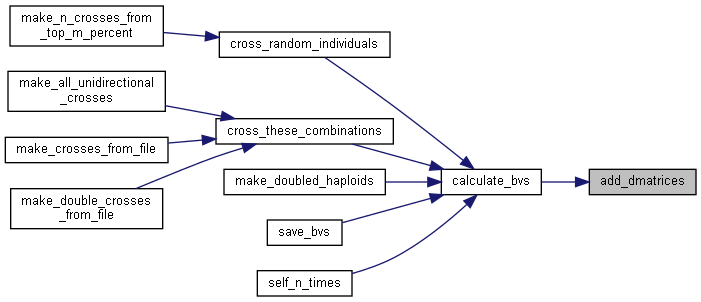 make_n_crosses_from
_top_m_percent
cross_random_individuals
make_all_unidirectional
_crosses
cross_these_combinations
make_crosses_from_file
make_double_crosses
_from_file
make_doubled_haploids
calculate_bvs
add_dmatrices
save_bvs
self_n_times